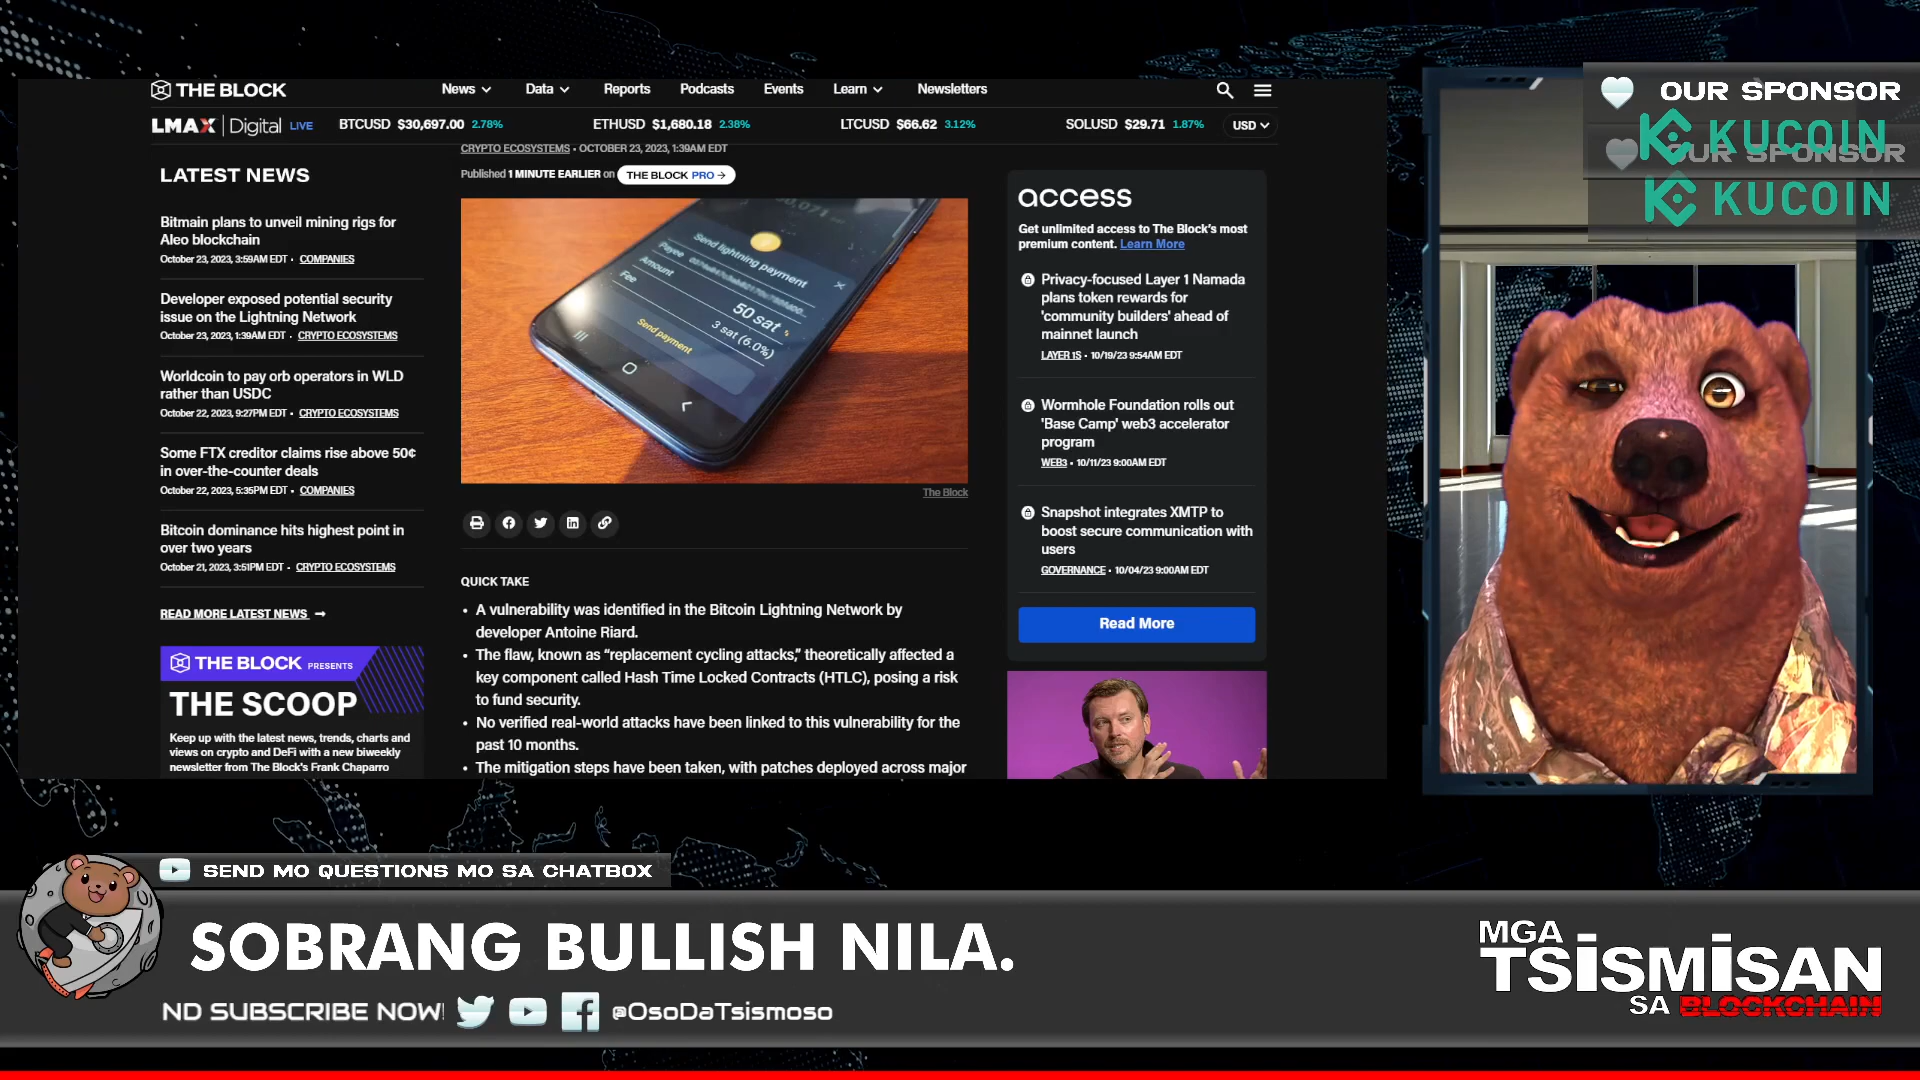 THE BLOCK
News
Data
Reports
Podcasts
Events
Learn
Newsletters
LMAX Digital LIVE
BTCUSD $30,697.00 2.78%
ETHUSD $1,680.18 2.38%
LTCUSD $66.62 3.12%
SOLUSD $29.71 1.87%
USD
LATEST NEWS
Bitmain plans to unveil mining rigs for
Aleo blockchain
October 23, 2023, 3:59AM EDT • COMPANIES
Developer exposed potential security
issue on the Lightning Network
October 23, 2023, 1:39AM EDT • CRYPTO ECOSYSTEMS
Worldcoin to pay orb operators in WLD
rather than USDC
October 22, 2023, 9:27PM EDT • CRYPTO ECOSYSTEMS
Some FTX creditor claims rise above 50¢
in over-the-counter deals
October 22, 2023, 5:35PM EDT • COMPANIES
Bitcoin dominance hits highest point in
over two years
October 21, 2023, 3:51PM EDT • CRYPTO ECOSYSTEMS
READ MORE LATEST NEWS →
THE BLOCK PRESENTS
THE SCOOP
Keep up with the latest news, trends, charts and
views on crypto and DeFi with a new biweekly
newsletter from The Block's Frank Chaparro
CRYPTO ECOSYSTEMS • OCTOBER 23, 2023, 1:39AM EDT
Published 1 MINUTE EARLIER on THE BLOCK PRO →
Send lightning payment
Payee
Amount
50 sat
Fee
3 sat (6.0%)
Send payment
The Block
QUICK TAKE
• A vulnerability was identified in the Bitcoin Lightning Network by
developer Antoine Riard.
• The flaw, known as “replacement cycling attacks,” theoretically affected a
key component called Hash Time Locked Contracts (HTLC), posing a risk
to fund security.
• No verified real-world attacks have been linked to this vulnerability for the
past 10 months.
• The mitigation steps have been taken, with patches deployed across major
access
Get unlimited access to The Block's most
premium content. Learn More
Privacy-focused Layer 1 Namada
plans token rewards for
'community builders' ahead of
mainnet launch
LAYER 1S • 10/19/23 9:54AM EDT
Wormhole Foundation rolls out
'Base Camp' web3 accelerator
program
WEB3 • 10/11/23 9:00AM EDT
Snapshot integrates XMTP to
boost secure communication with
users
GOVERNANCE • 10/04/23 9:00AM EDT
Read More
OUR SPONSOR
KUCOIN
OUR SPONSOR
KUCOIN
SEND MO QUESTIONS MO SA CHATBOX
SOBRANG BULLISH NILA.
ND SUBSCRIBE NOW!
@OsoDaTsismoso
MGA
TSISMISAN
SA BLOCKCHAIN